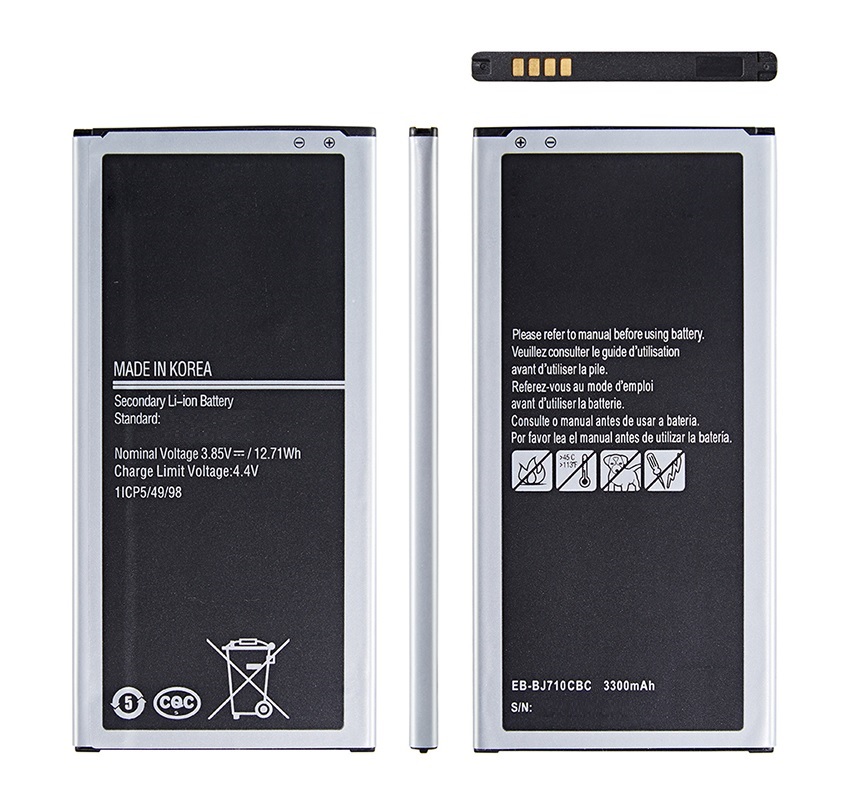 MADE IN KOREA
Secondary Li-ion Battery
Standard:
Nominal Voltage 3.85V⎓ / 12.71Wh
Charge Limit Voltage:4.4V
1ICP5/49/98
5
CQC
S
Please refer to manual before using battery.
Veuillez consulter le guide d'utilisation
avant d'utiliser la pile.
Referez-vous au mode d'emploi
avant d'utiliser la batterie.
Consulte o manual antes de usar a bateria.
Por favor lea el manual antes de utilizar la batería.
>45 C
>113°F
EB-BJ710CBC 3300mAh
S/N: